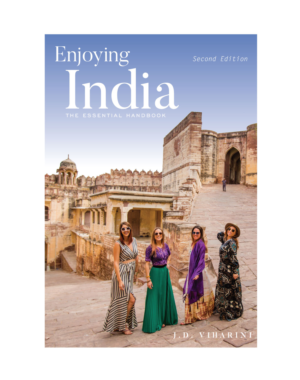 Enjoying
Second Edition
India
THE ESSENTIAL HANDBOOK
J.D. VIHARINI